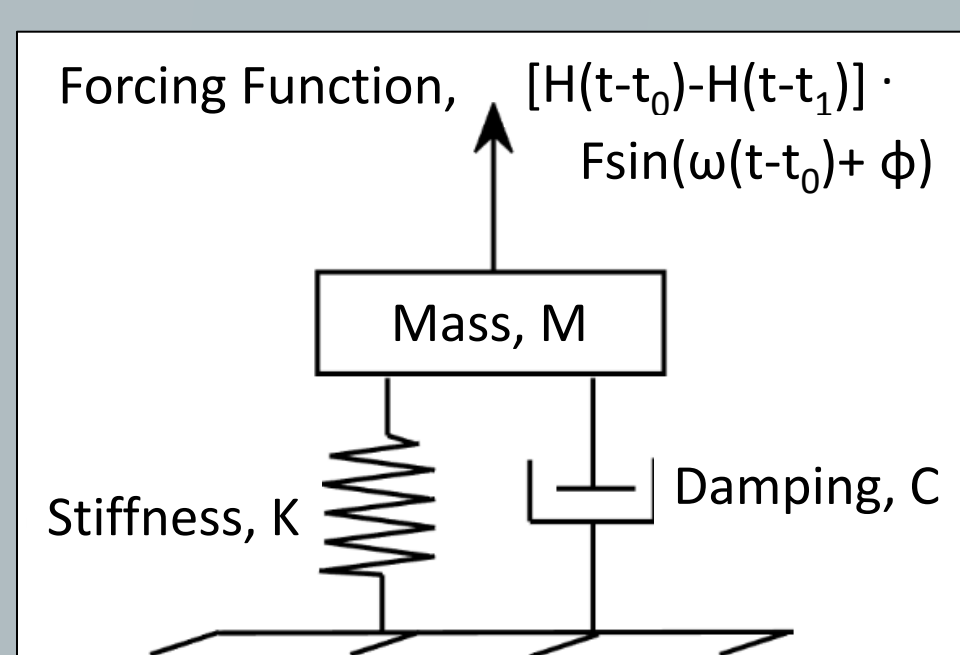 Forcing Function, [H(t-t₀)-H(t-t₁)] ·
Fsin(ω(t-t₀)+ ϕ)
Mass, M
Stiffness, K
Damping, C